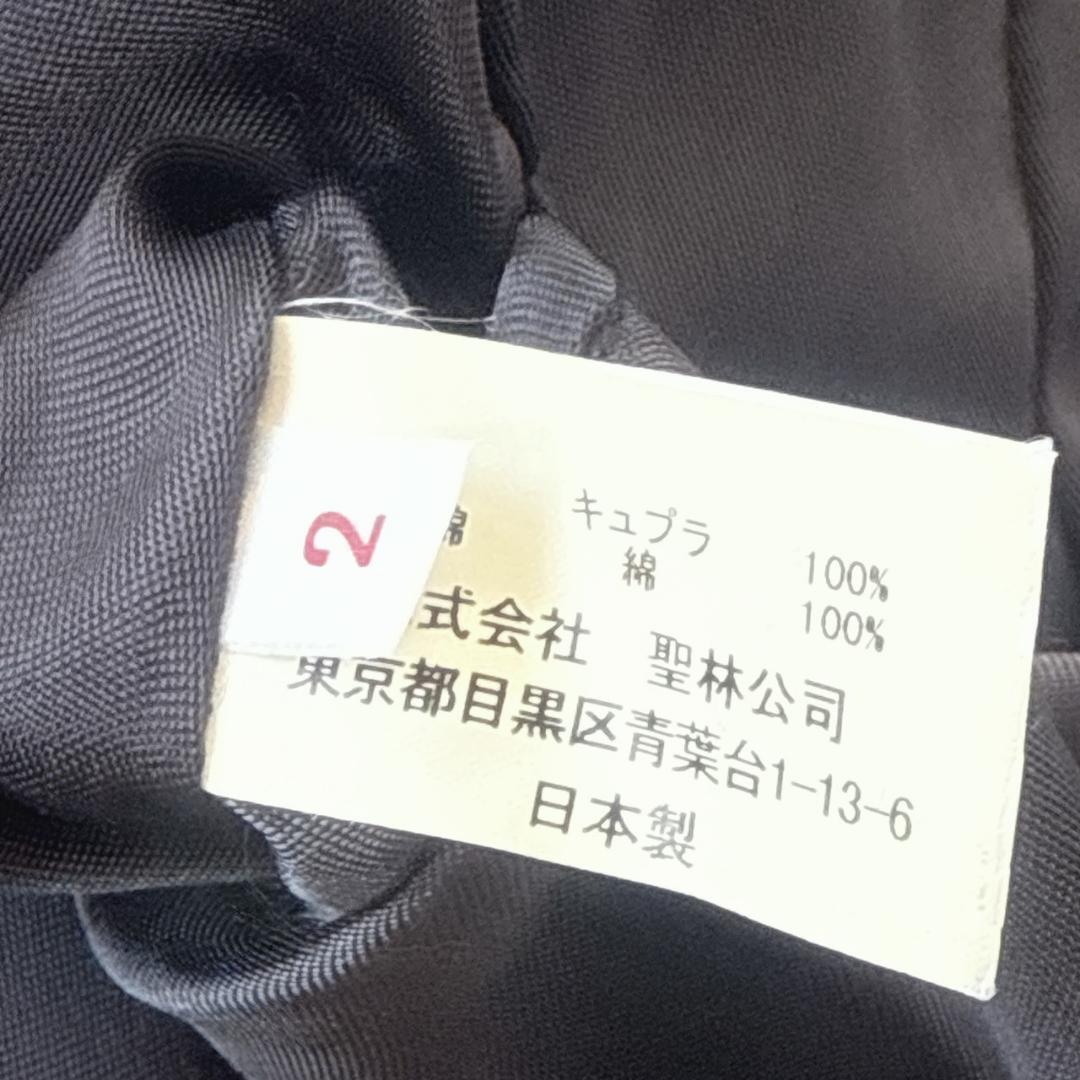 2
綿 キュプラ 100%
綿 100%
式会社 聖林公司
東京都目黒区青葉台1-13-6
日本製